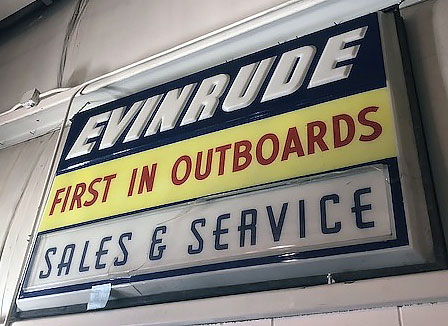 EVINRUDE
FIRST IN OUTBOARDS
SALES & SERVICE